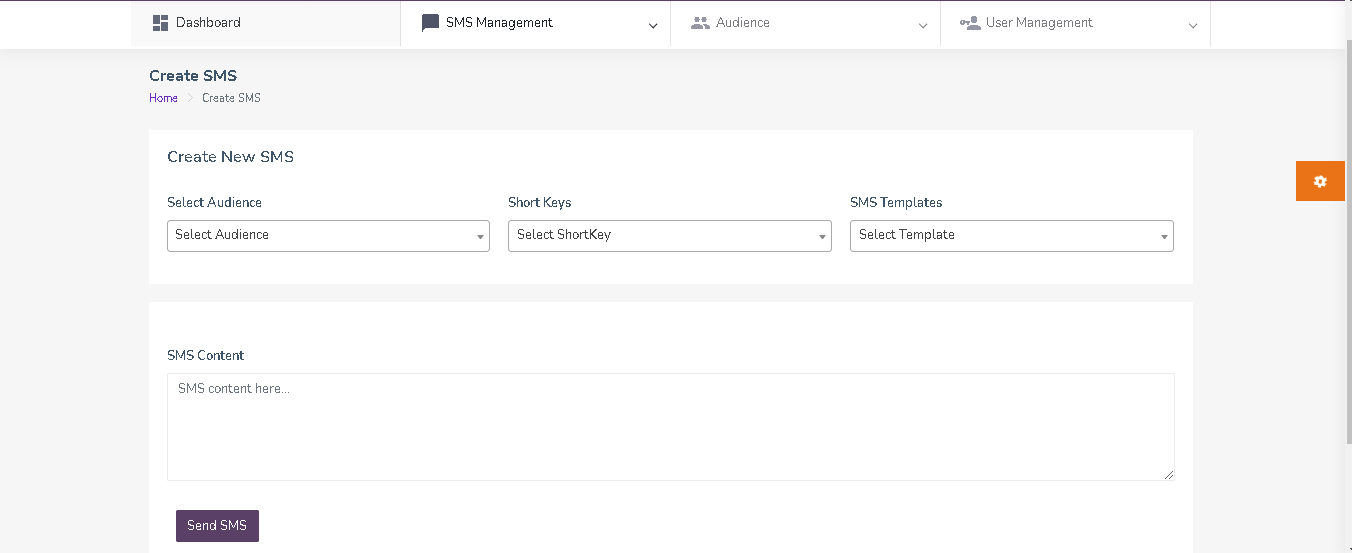 Dashboard SMS Management Audience User Management
Create SMS
Home Create SMS
Create New SMS
Select Audience Short Keys SMS Templates
Select Audience Select ShortKey Select Template
SMS Content
SMS content here...
Send SMS